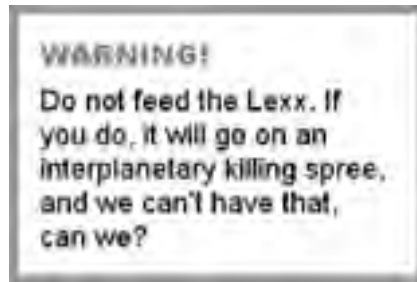 WARNING!
Do not feed the Lexx. If
you do, it will go on an
interplanetary killing spree,
and we can't have that,
can we?